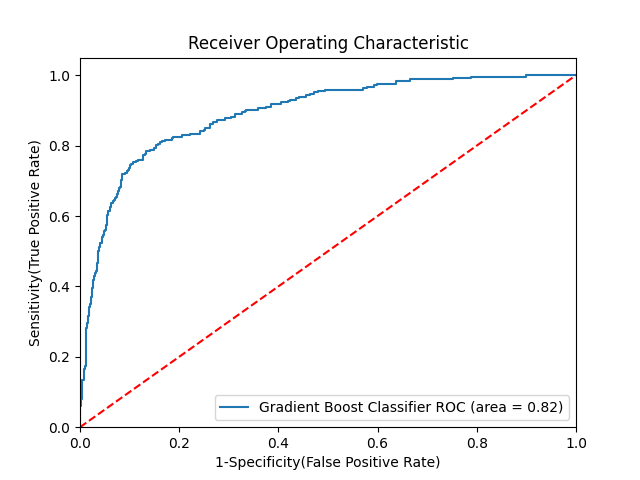 Receiver Operating Characteristic
1.0
0.8
0.6
0.4
0.2
0.0
Sensitivity(True Positive Rate)
Gradient Boost Classifier ROC (area = 0.82)
0.0 0.2 0.4 0.6 0.8 1.0
1-Specificity(False Positive Rate)